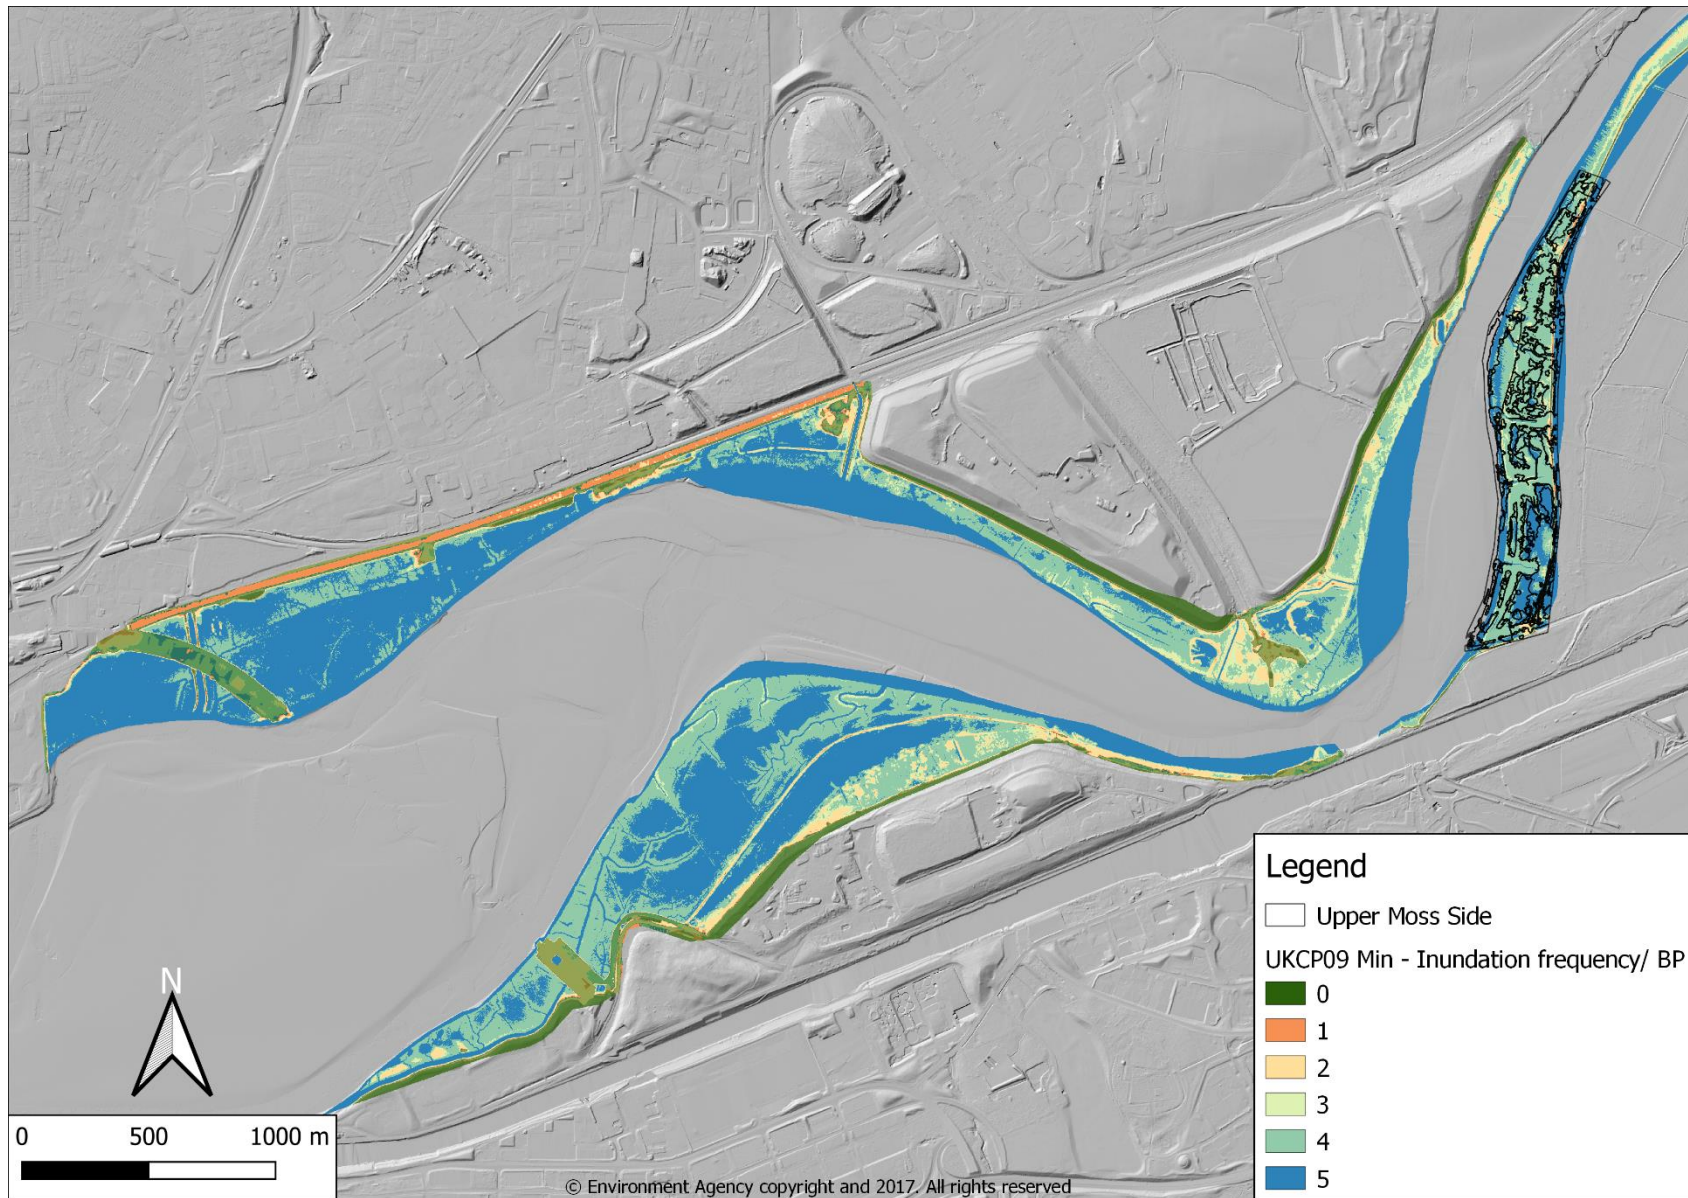 N
0 500 1000 m
© Environment Agency copyright and 2017. All rights reserved
Legend
Upper Moss Side
UKCP09 Min - Inundation frequency/ BP
0
1
2
3
4
5